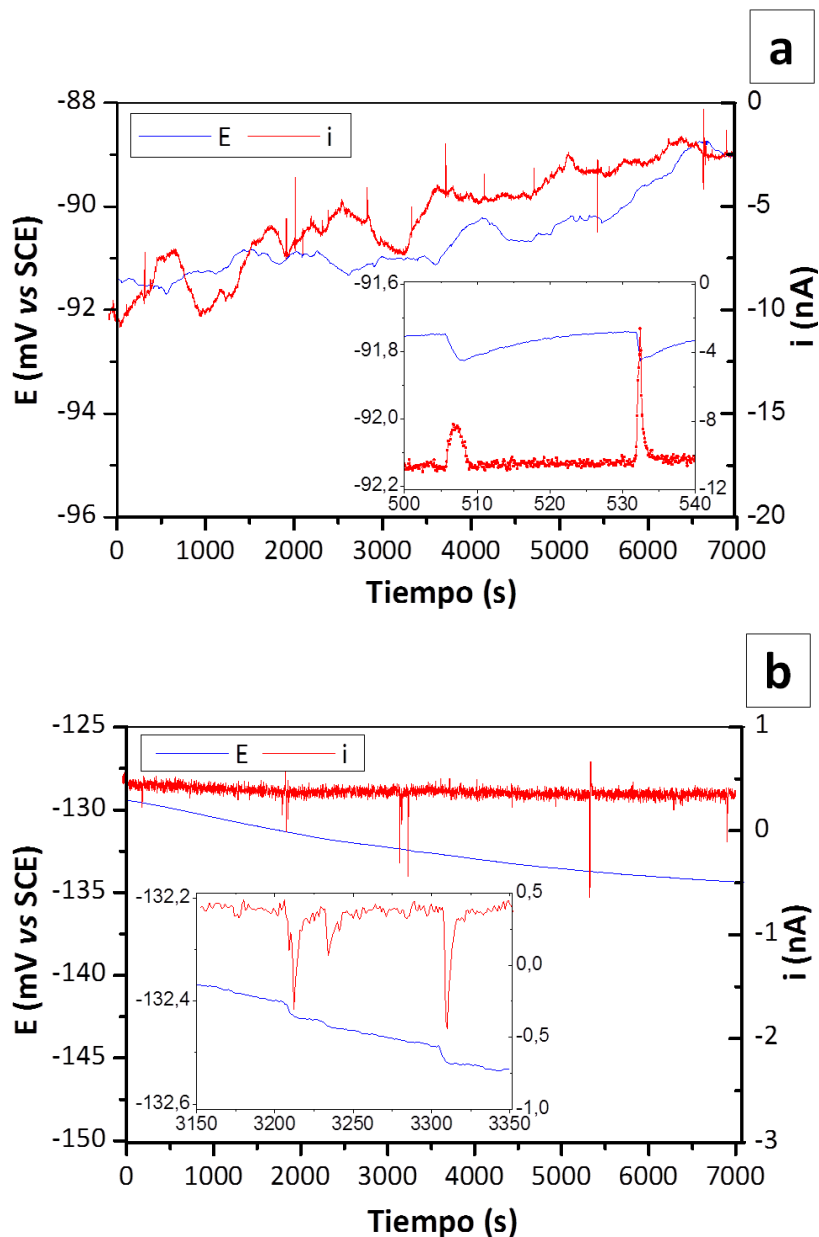 a
-88
-90
-92
-94
-96
E (mV vs SCE)
E i
0
-5
-10
-15
-20
i (nA)
-91,6
-91,8
-92,0
-92,2
0
-4
-8
-12
500 510 520 530 540
0 1000 2000 3000 4000 5000 6000 7000
Tiempo (s)
b
-125
-130
-135
-140
-145
-150
E (mV vs SCE)
E i
1
0
-1
-2
-3
i (nA)
-132,2
-132,4
-132,6
0,5
0,0
-0,5
-1,0
3150 3200 3250 3300 3350
0 1000 2000 3000 4000 5000 6000 7000
Tiempo (s)